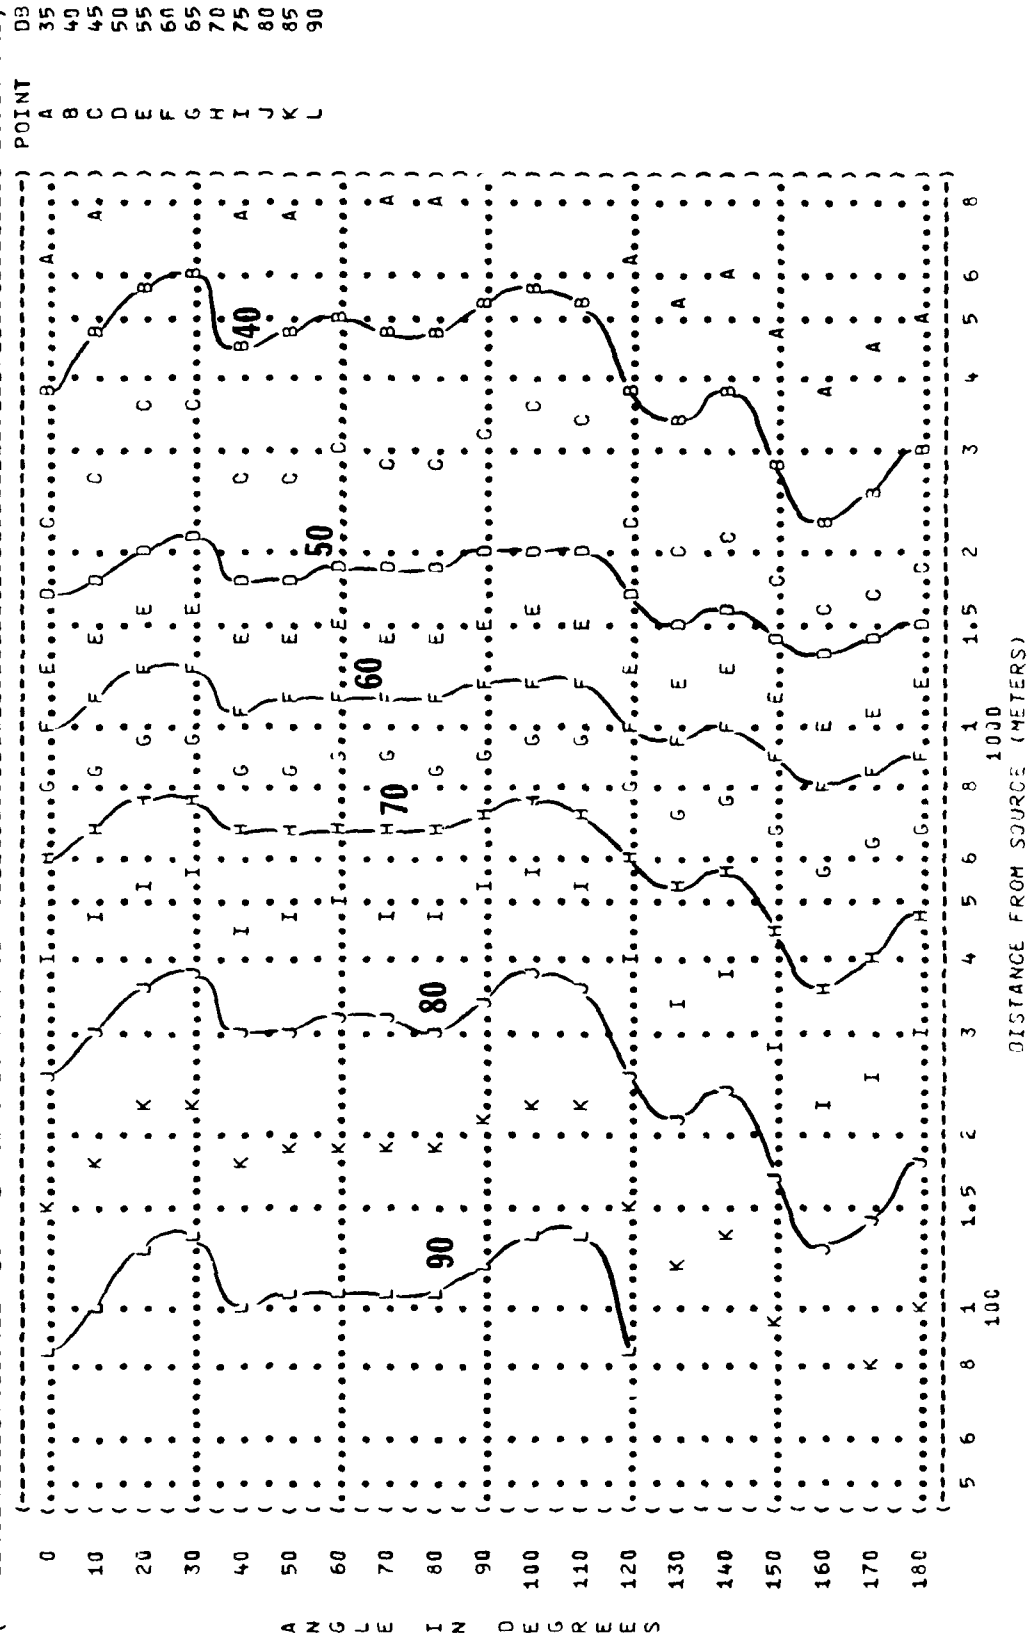 POINT DB
A 35
B 40
C 45
D 50
E 55
F 60
G 65
H 70
I 75
J 80
K 85
L 90
ANGLE IN DEGREES
0 L K J I H G F E D C B A
10 L K J I H G F E D C B A
20 L K J I H G F E D C B
30 L K J I H G F E D C B
40 L K J I H G F E D C B A
50 L K J I H G F E D C B A
60 L K J I H G F E D C B
70 L K J I H G F E D C B A
80 L K J I H G F E D C B A
90 L K J I H G F E D C B
100 L K J I H G F E D C B
110 L K J I H G F E D C B
120 L K J I H G F E D C B A
130 K J I H G F E D C B A
140 K J I H G F E D C B A
150 K J I H G F E D C B A
160 J I H G F E D C B A
170 K J I H G F E D C B A
180 K J I H G F E D C B A
90 80 70 60 50 40
5 6 8 1 1.5 2 3 4 5 6 8 1 1.5 2 3 4 5 6 8
100 1000
DISTANCE FROM SOURCE (METERS)